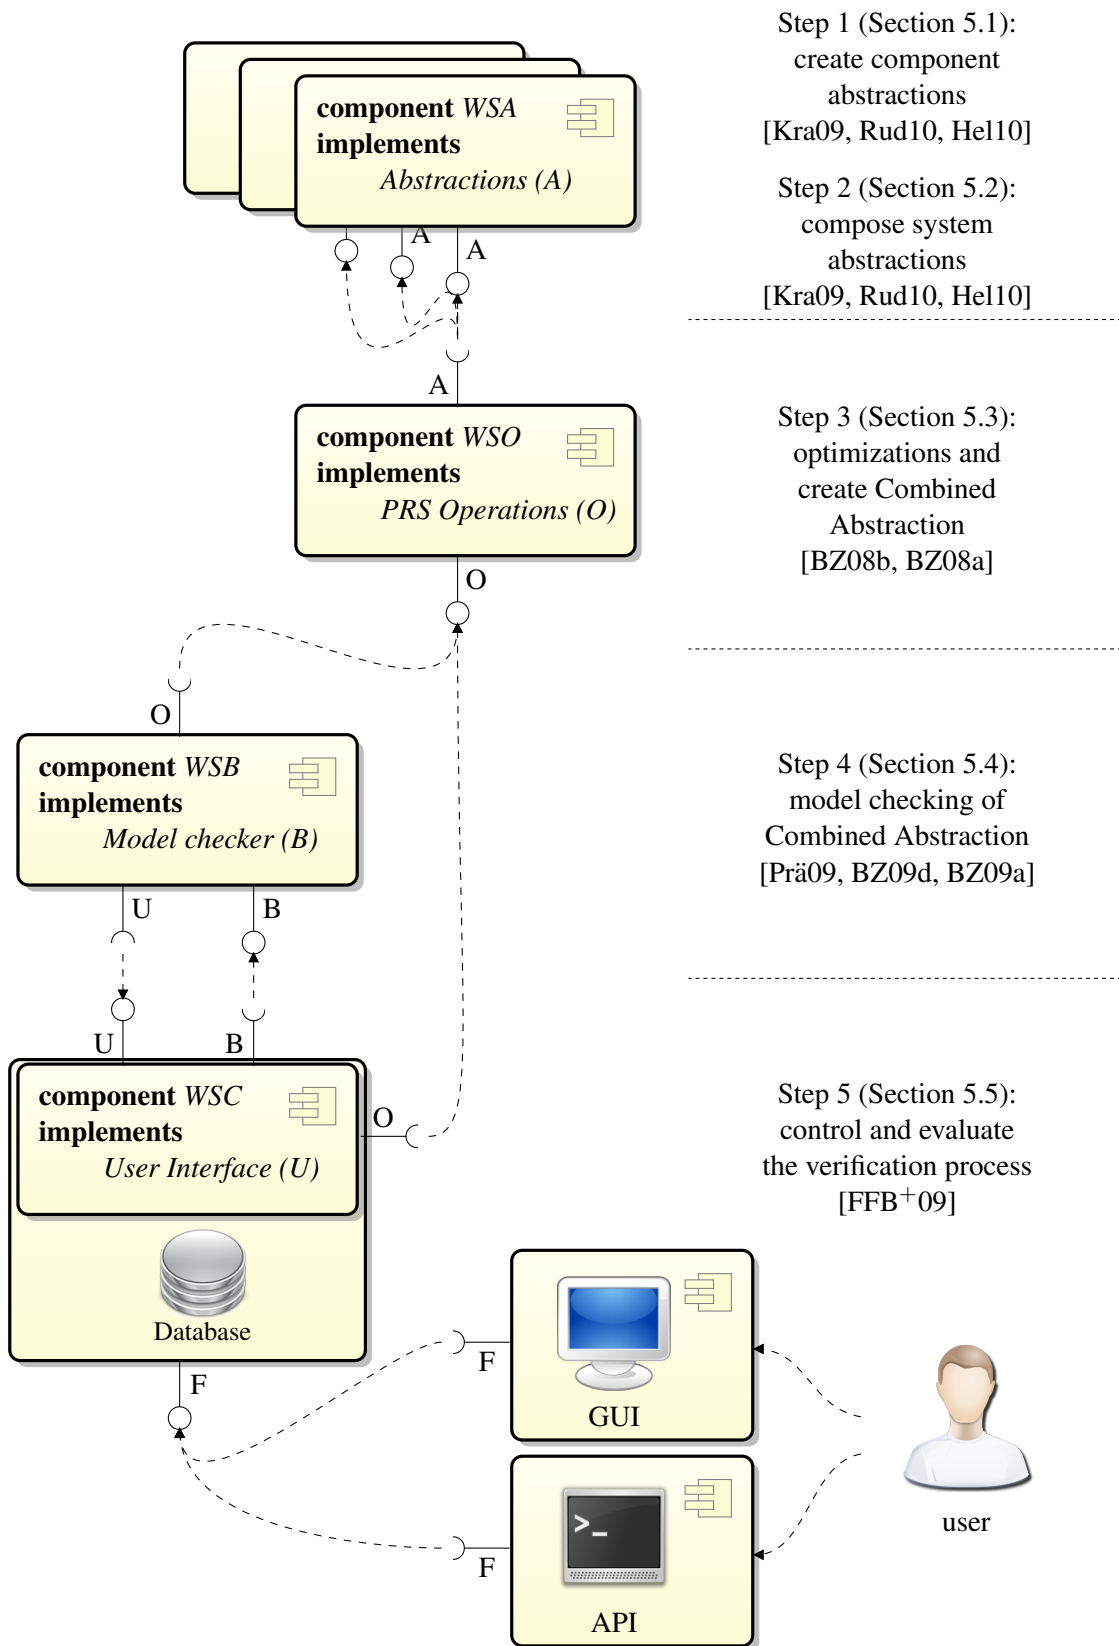 Step 1 (Section 5.1):
create component
abstractions
[Kra09, Rud10, Hel10]
component WSA
implements
Abstractions (A)
Step 2 (Section 5.2):
compose system
abstractions
[Kra09, Rud10, Hel10]
A
A
A
component WSO
implements
PRS Operations (O)
Step 3 (Section 5.3):
optimizations and
create Combined
Abstraction
[BZ08b, BZ08a]
O
O
component WSB
implements
Model checker (B)
Step 4 (Section 5.4):
model checking of
Combined Abstraction
[Prä09, BZ09d, BZ09a]
U B
U B
component WSC
implements
User Interface (U)
O
Step 5 (Section 5.5):
control and evaluate
the verification process
[FFB+09]
Database
F
F
GUI
>_
F
API
user